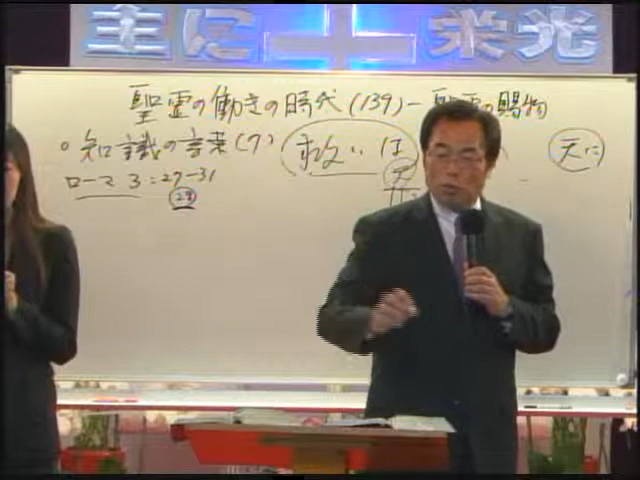 主に 栄光
聖霊の働きの時代(139)-聖霊の賜物
○知識の言葉(7) 救いは 天に
ローマ3:27-31
28